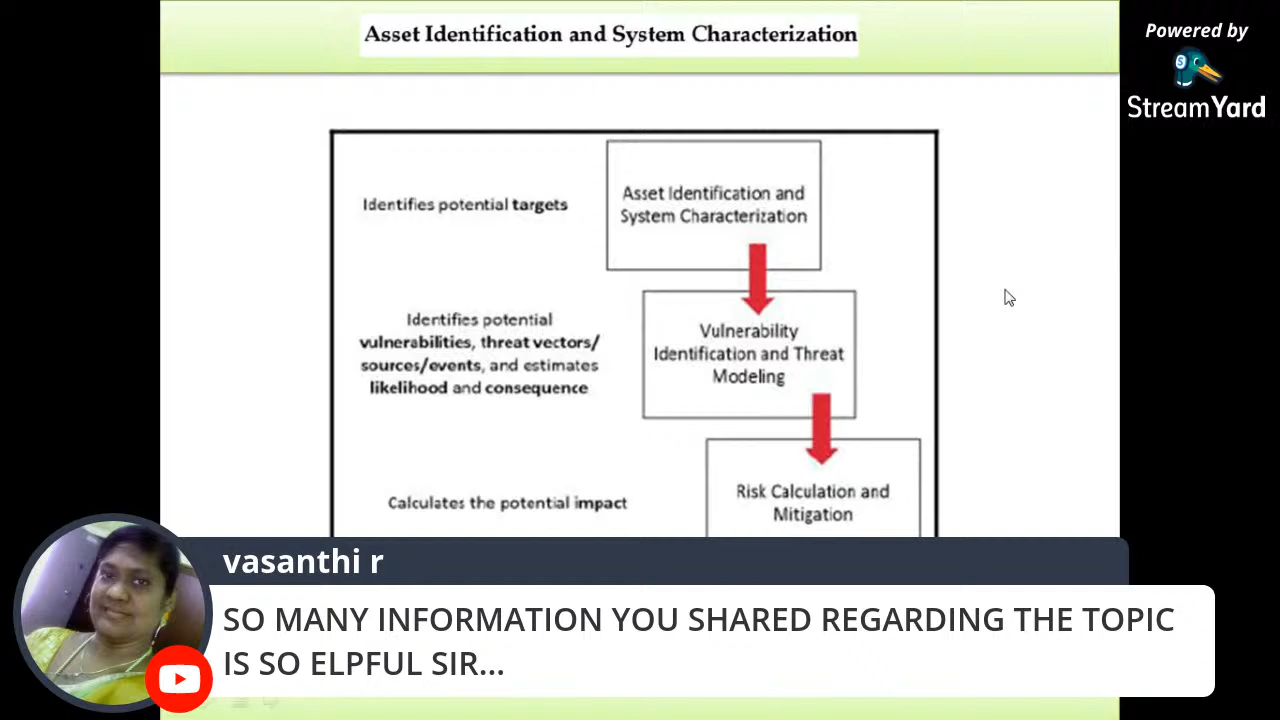 Asset Identification and System Characterization
Powered by
StreamYard
Identifies potential targets
Asset Identification and
System Characterization
Identifies potential
vulnerabilities, threat vectors/
sources/events, and estimates
likelihood and consequence
Vulnerability
Identification and Threat
Modeling
Calculates the potential impact
Risk Calculation and
Mitigation
vasanthi r
SO MANY INFORMATION YOU SHARED REGARDING THE TOPIC
IS SO ELPFUL SIR...